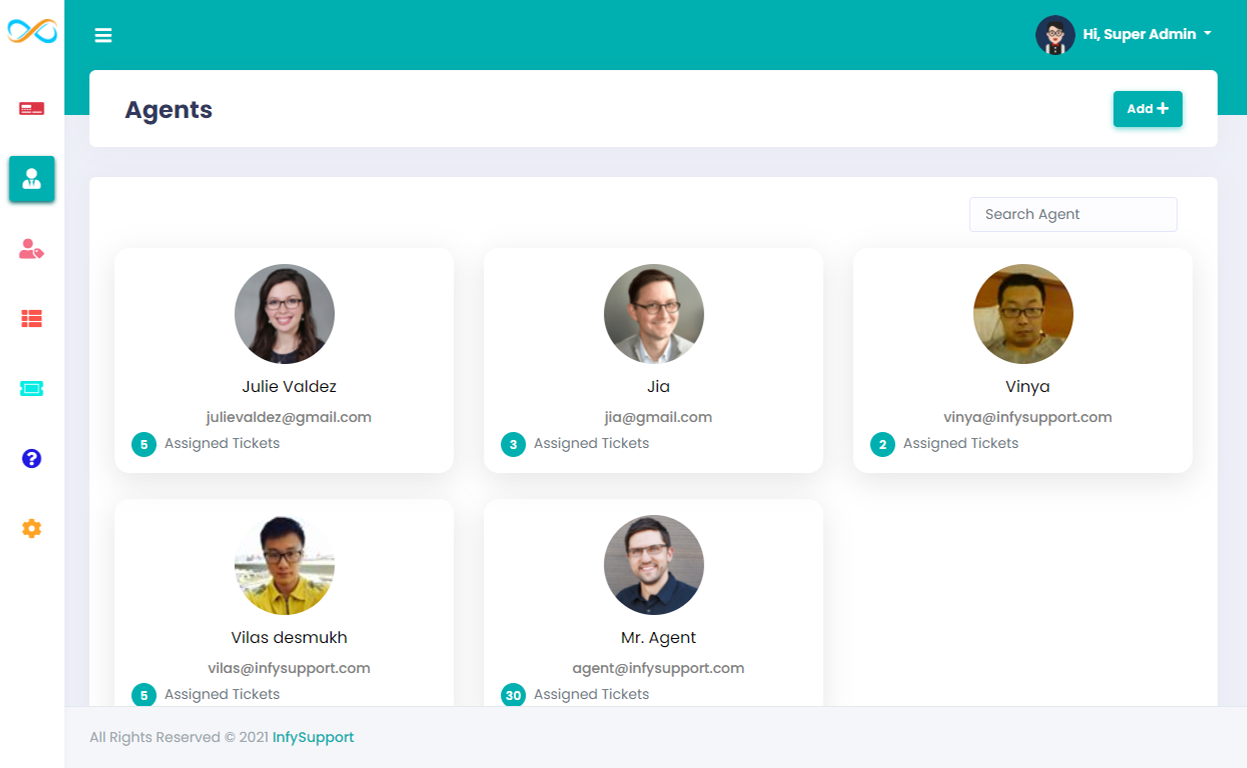 Hi, Super Admin
Agents
Add
Search Agent
Julie Valdez
julievaldez@gmail.com
5 Assigned Tickets
Jia
jia@gmail.com
3 Assigned Tickets
Vinya
vinya@infysupport.com
2 Assigned Tickets
Vilas desmukh
vilas@infysupport.com
5 Assigned Tickets
Mr. Agent
agent@infysupport.com
30 Assigned Tickets
All Rights Reserved © 2021 InfySupport